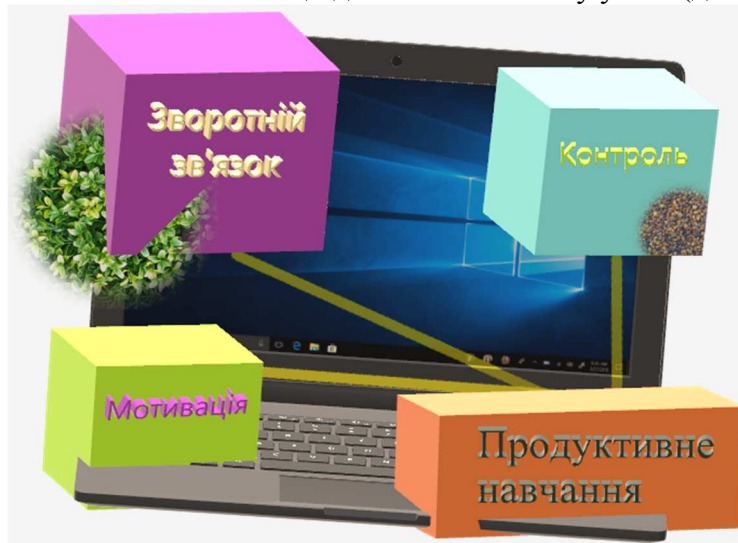 Зворотній
зв'язок
Контроль
Мотивація
Продуктивне
навчання